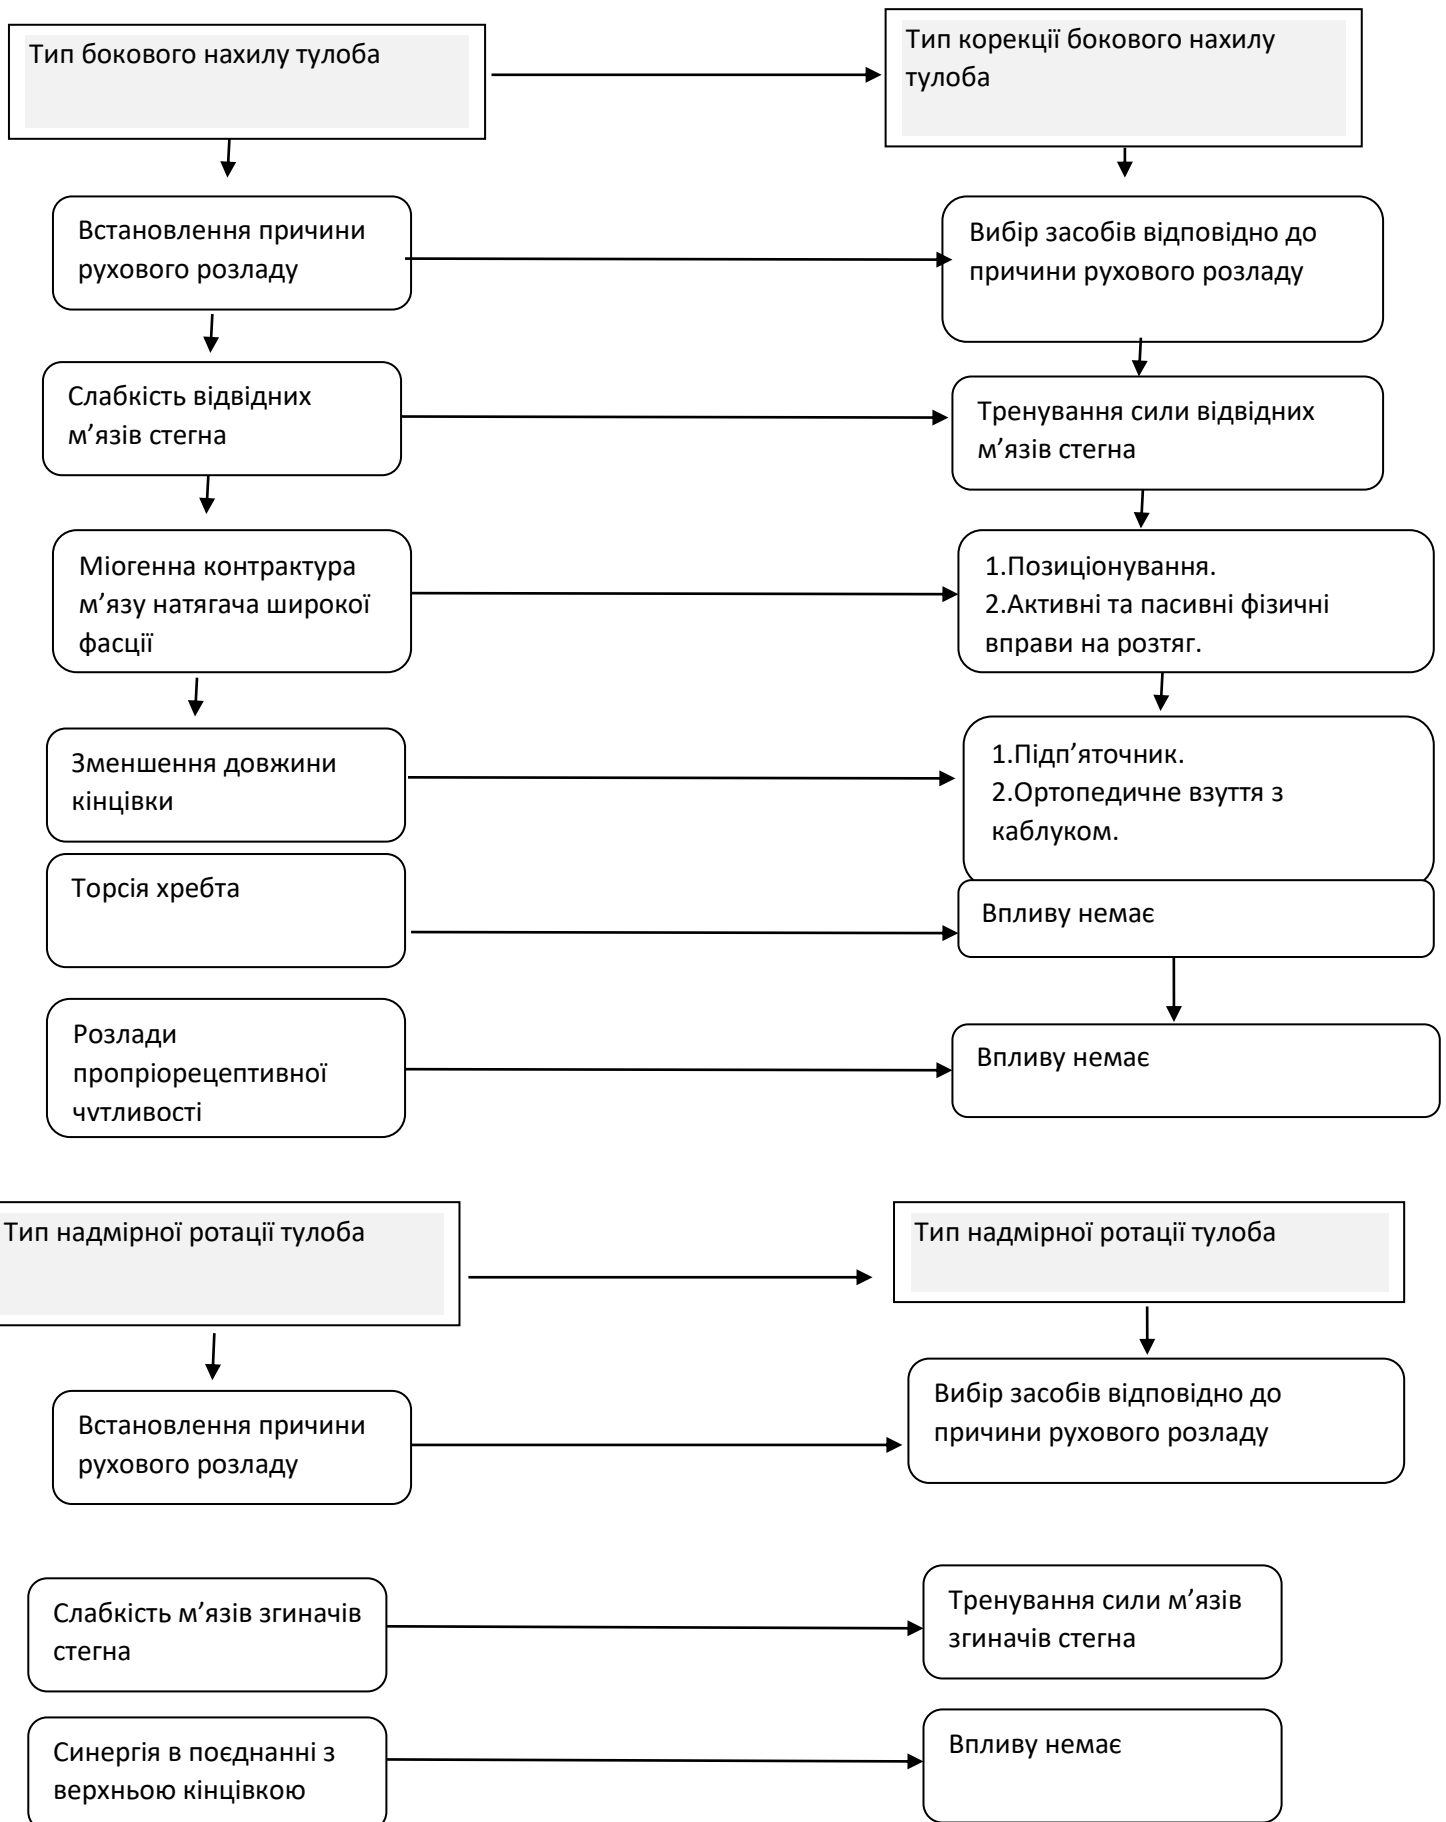 Тип бокового нахилу тулоба
Тип корекції бокового нахилу
тулоба
Встановлення причини
рухового розладу
Вибір засобів відповідно до
причини рухового розладу
Слабкість відвідних
м’язів стегна
Тренування сили відвідних
м’язів стегна
Міогенна контрактура
м’язу натягача широкої
фасції
1.Позиціонування.
2.Активні та пасивні фізичні
вправи на розтяг.
Зменшення довжини
кінцівки
1.Підп’яточник.
2.Ортопедичне взуття з
каблуком.
Торсія хребта
Впливу немає
Розлади
пропріорецептивної
чутливості
Впливу немає
Тип надмірної ротації тулоба
Тип надмірної ротації тулоба
Встановлення причини
рухового розладу
Вибір засобів відповідно до
причини рухового розладу
Слабкість м’язів згиначів
стегна
Тренування сили м’язів
згиначів стегна
Синергія в поєднанні з
верхньою кінцівкою
Впливу немає